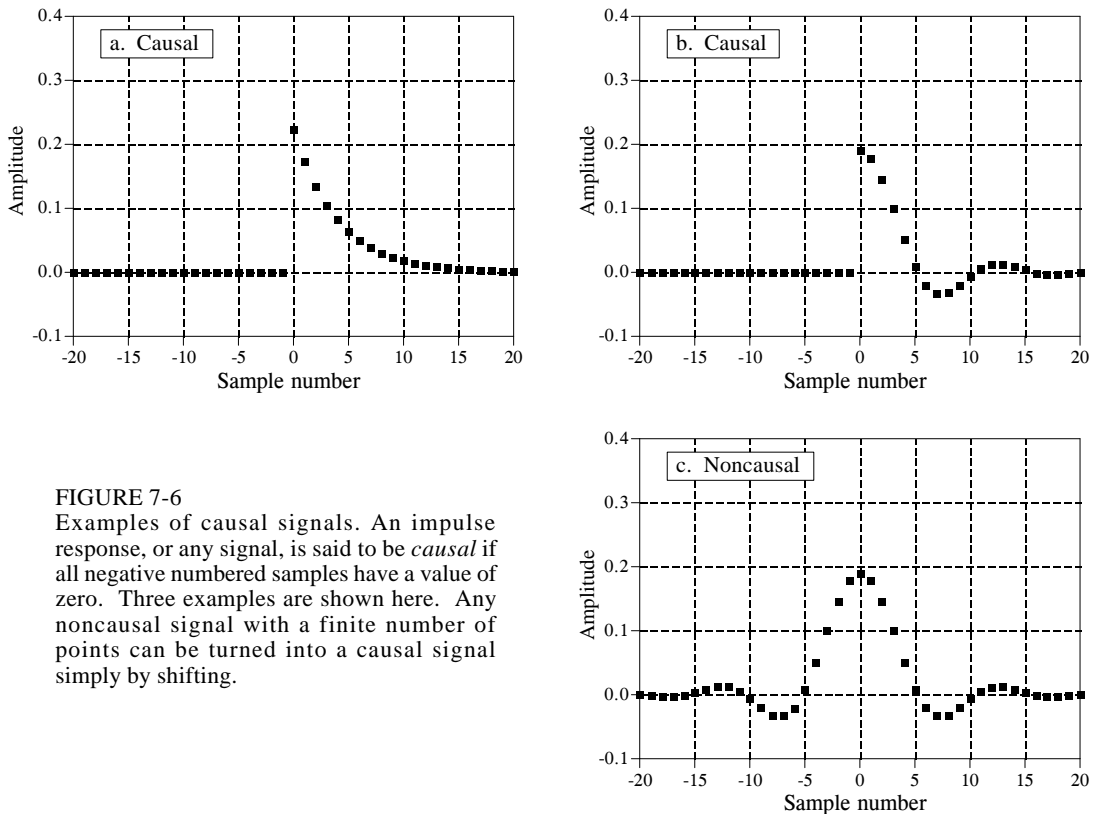 0.4
0.3
0.2
0.1
0.0
-0.1
Amplitude
a. Causal
-20 -15 -10 -5 0 5 10 15 20
Sample number
0.4
0.3
0.2
0.1
0.0
-0.1
Amplitude
b. Causal
-20 -15 -10 -5 0 5 10 15 20
Sample number
FIGURE 7-6
Examples of causal signals. An impulse
response, or any signal, is said to be causal if
all negative numbered samples have a value of
zero. Three examples are shown here. Any
noncausal signal with a finite number of
points can be turned into a causal signal
simply by shifting.
0.4
0.3
0.2
0.1
0.0
-0.1
Amplitude
c. Noncausal
-20 -15 -10 -5 0 5 10 15 20
Sample number